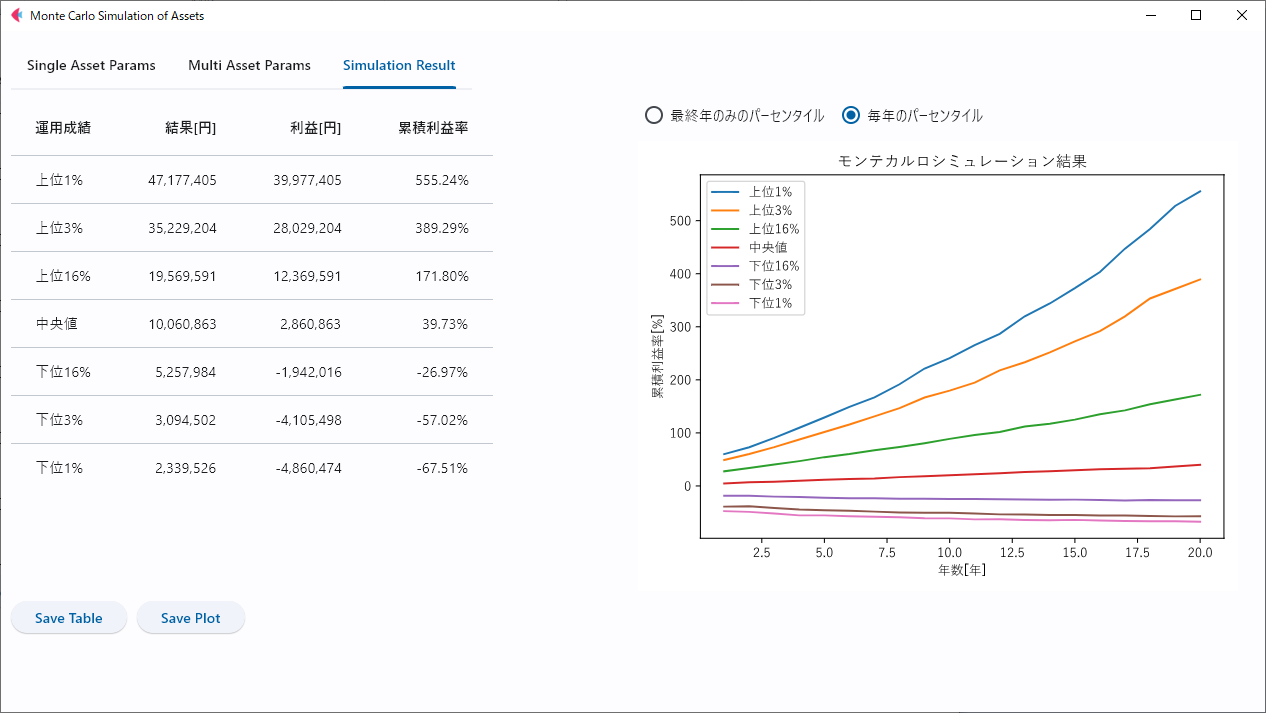 Monte Carlo Simulation of Assets
Single Asset Params Multi Asset Params Simulation Result
運用成績 結果[円] 利益[円] 累積利益率
上位1% 47,177,405 39,977,405 555.24%
上位3% 35,229,204 28,029,204 389.29%
上位16% 19,569,591 12,369,591 171.80%
中央値 10,060,863 2,860,863 39.73%
下位16% 5,257,984 -1,942,016 -26.97%
下位3% 3,094,502 -4,105,498 -57.02%
下位1% 2,339,526 -4,860,474 -67.51%
Save Table Save Plot
最終年のみのパーセンタイル 毎年のパーセンタイル
モンテカルロシミュレーション結果
上位1%
上位3%
上位16%
中央値
下位16%
下位3%
下位1%
累積利益率[%]
500
400
300
200
100
0
2.5 5.0 7.5 10.0 12.5 15.0 17.5 20.0
年数[年]